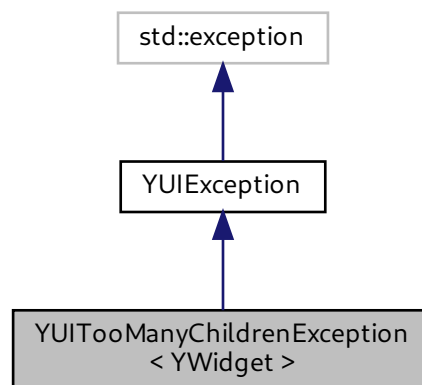 std::exception
YUIException
YUITooManyChildrenException
< YWidget >